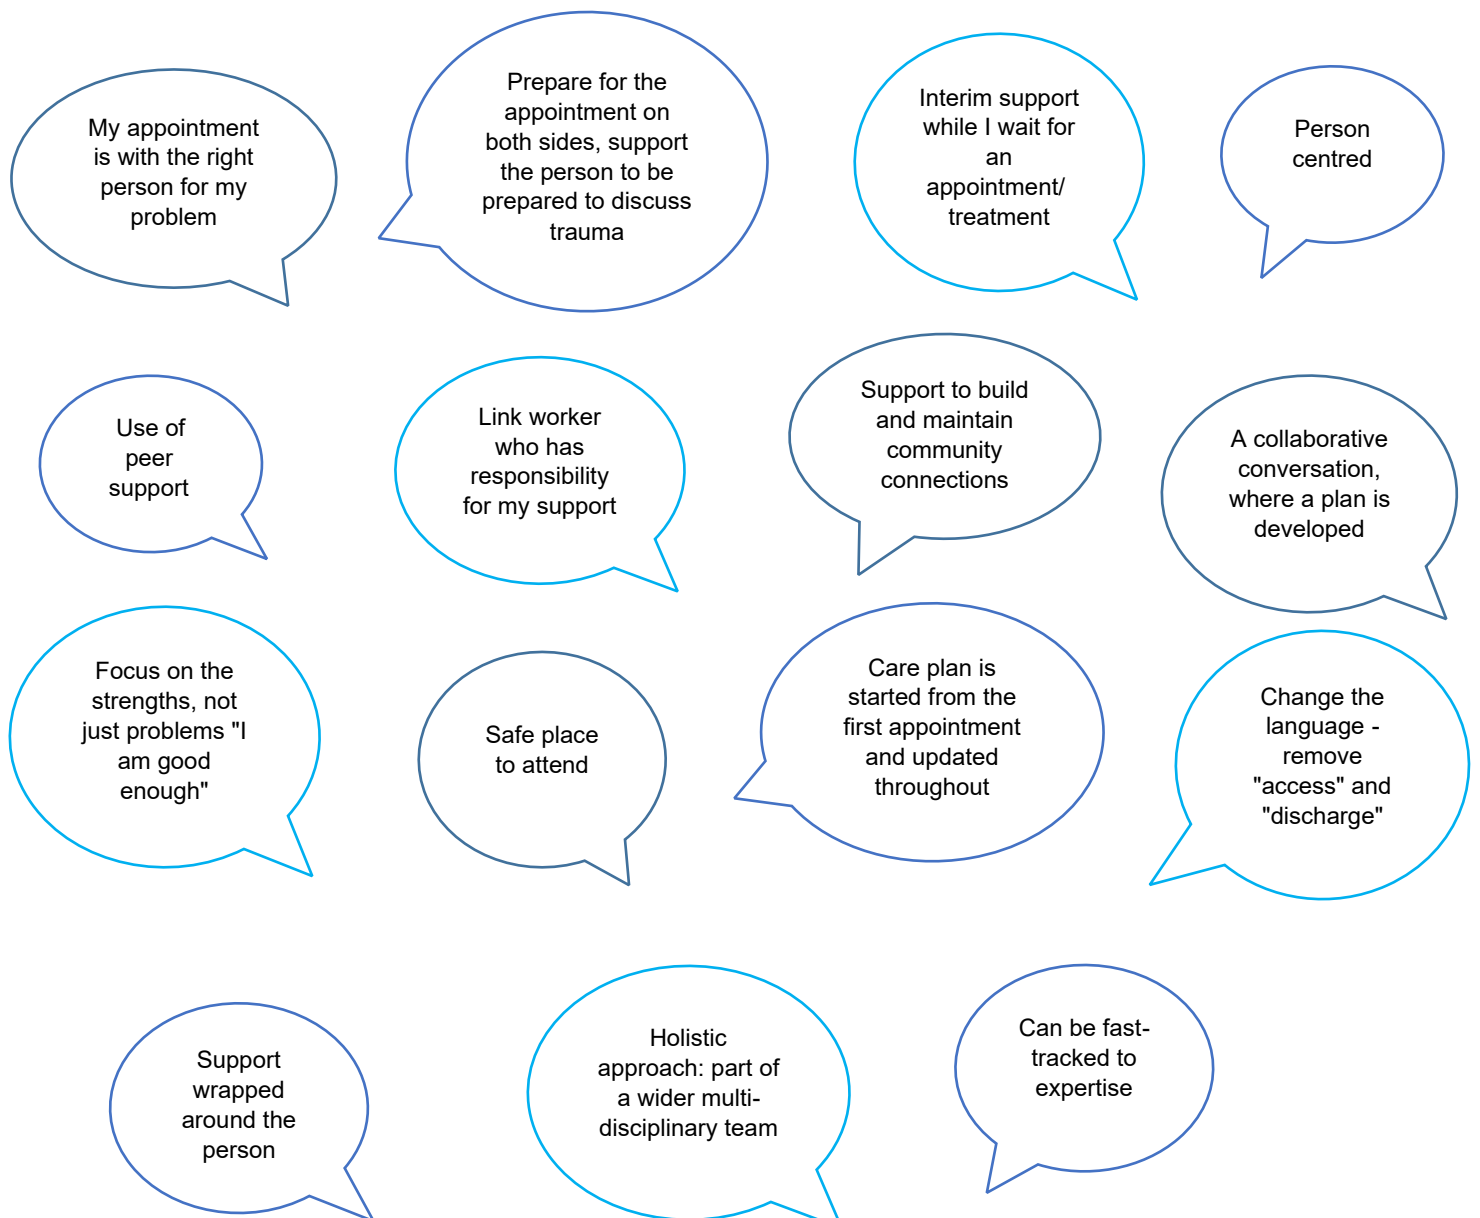 My appointment
is with the right
person for my
problem
Prepare for the
appointment on
both sides, support
the person to be
prepared to discuss
trauma
Interim support
while I wait for
an
appointment/
treatment
Person
centred
Use of
peer
support
Link worker
who has
responsibility
for my support
Support to build
and maintain
community
connections
A collaborative
conversation,
where a plan is
developed
Focus on the
strengths, not
just problems "I
am good
enough"
Safe place
to attend
Care plan is
started from the
first appointment
and updated
throughout
Change the
language -
remove
"access" and
"discharge"
Support
wrapped
around the
person
Holistic
approach: part of
a wider multi-
disciplinary team
Can be fast-
tracked to
expertise